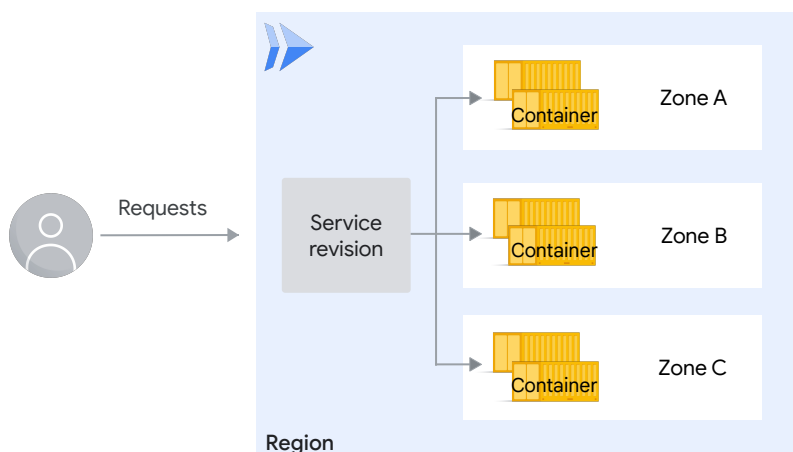 Requests
Service
revision
Container
Zone A
Container
Zone B
Container
Zone C
Region